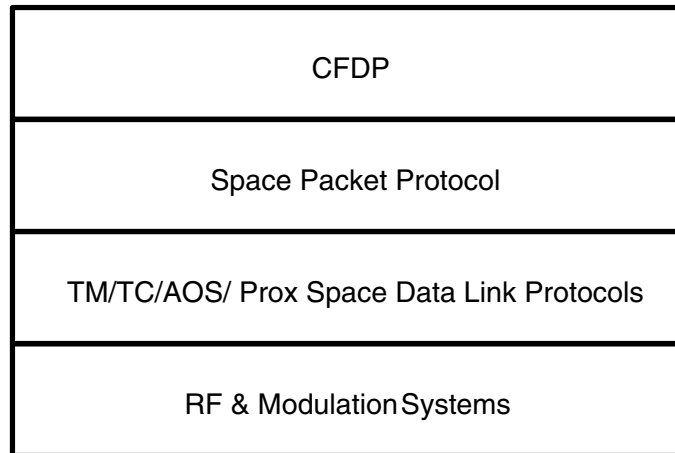 CFDP
Space Packet Protocol
TM/TC/AOS/ Prox Space Data Link Protocols
RF & Modulation Systems